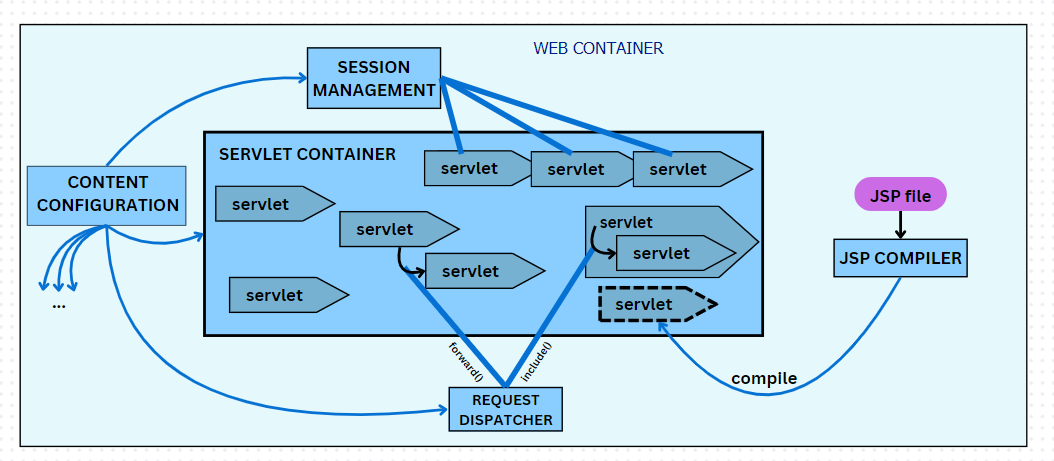 WEB CONTAINER
SESSION
MANAGEMENT
SERVLET CONTAINER
servlet
servlet
servlet
CONTENT
CONFIGURATION
servlet
servlet
servlet
servlet
servlet
servlet
servlet
servlet
JSP file
JSP COMPILER
...
forward()
include()
compile
REQUEST
DISPATCHER